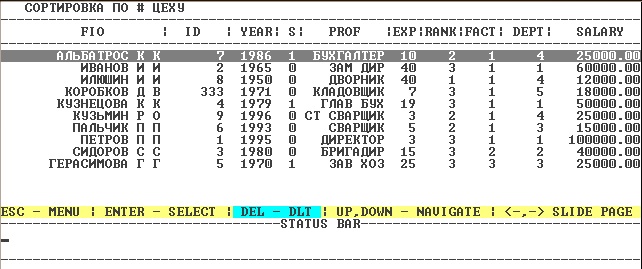 СОРТИРОВКА ПО # ЦЕХУ
FIO ¦ ID ¦ YEAR¦ S¦ PROF ¦EXP¦RANK¦FACT¦ DEPT¦ SALARY
АЛЬБАТРОС К К 7 1986 1 БУХГАЛТЕР 10 2 1 4 25000.00
ИВАНОВ И И 2 1965 0 ЗАМ ДИР 40 3 1 1 60000.00
ИЛЮШИН И И 8 1950 0 ДВОРНИК 40 1 1 4 12000.00
КОРОБКОВ Д В 333 1971 0 КЛАДОВЩИК 7 3 1 5 18000.00
КУЗНЕЦОВА К К 4 1979 1 ГЛАВ БУХ 19 3 1 1 50000.00
КУЗЬМИН Р О 9 1996 0 СТ СВАРЩИК 3 2 1 4 25000.00
ПАЛЬЧИК П П 6 1993 0 СВАРЩИК 5 2 1 3 15000.00
ПЕТРОВ П П 1 1995 0 ДИРЕКТОР 3 3 1 1 100000.00
СИДОРОВ С С 3 1980 0 БРИГАДИР 15 3 2 2 40000.00
ГЕРАСИМОВА Г Г 5 1970 1 ЗАВ ХОЗ 25 3 3 3 25000.00
ESC - MENU ¦ ENTER - SELECT ¦ DEL - DLT ¦ UP,DOWN - NAVIGATE ¦ <-,-> SLIDE PAGE
STATUS BAR